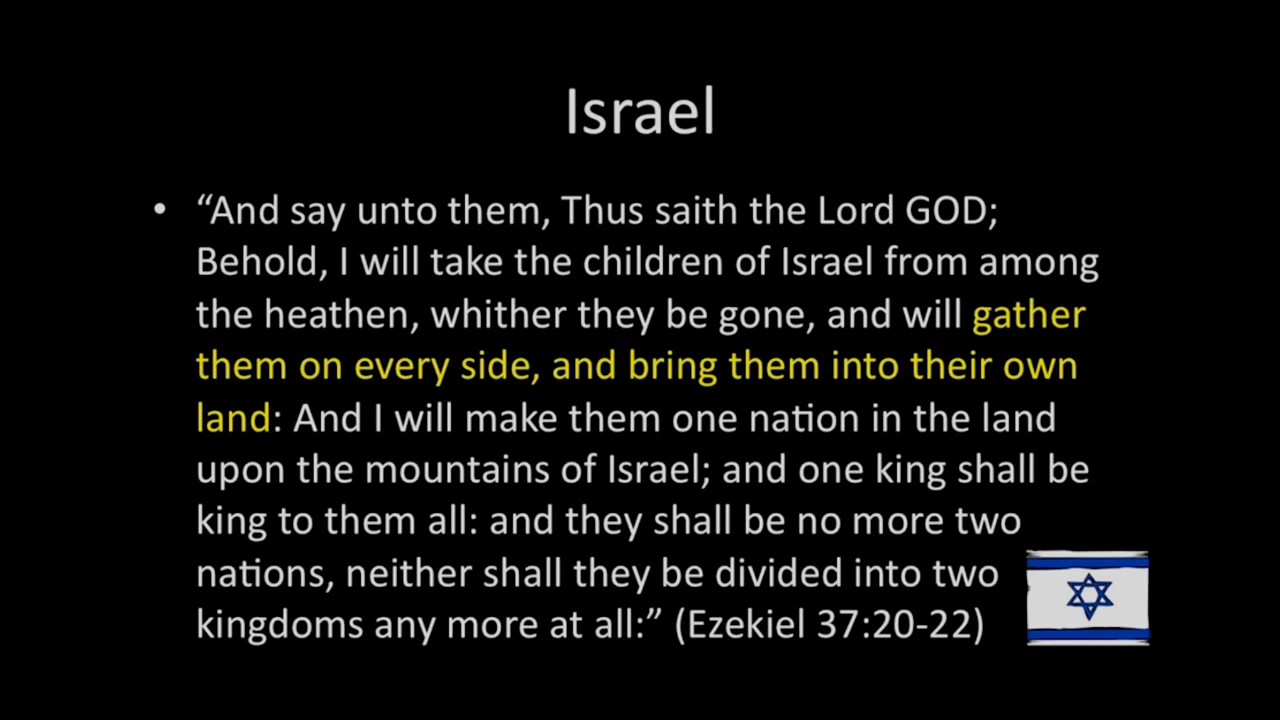 Israel
• “And say unto them, Thus saith the Lord GOD;
Behold, I will take the children of Israel from among
the heathen, whither they be gone, and will gather
them on every side, and bring them into their own
land: And I will make them one nation in the land
upon the mountains of Israel; and one king shall be
king to them all: and they shall be no more two
nations, neither shall they be divided into two
kingdoms any more at all:” (Ezekiel 37:20-22)